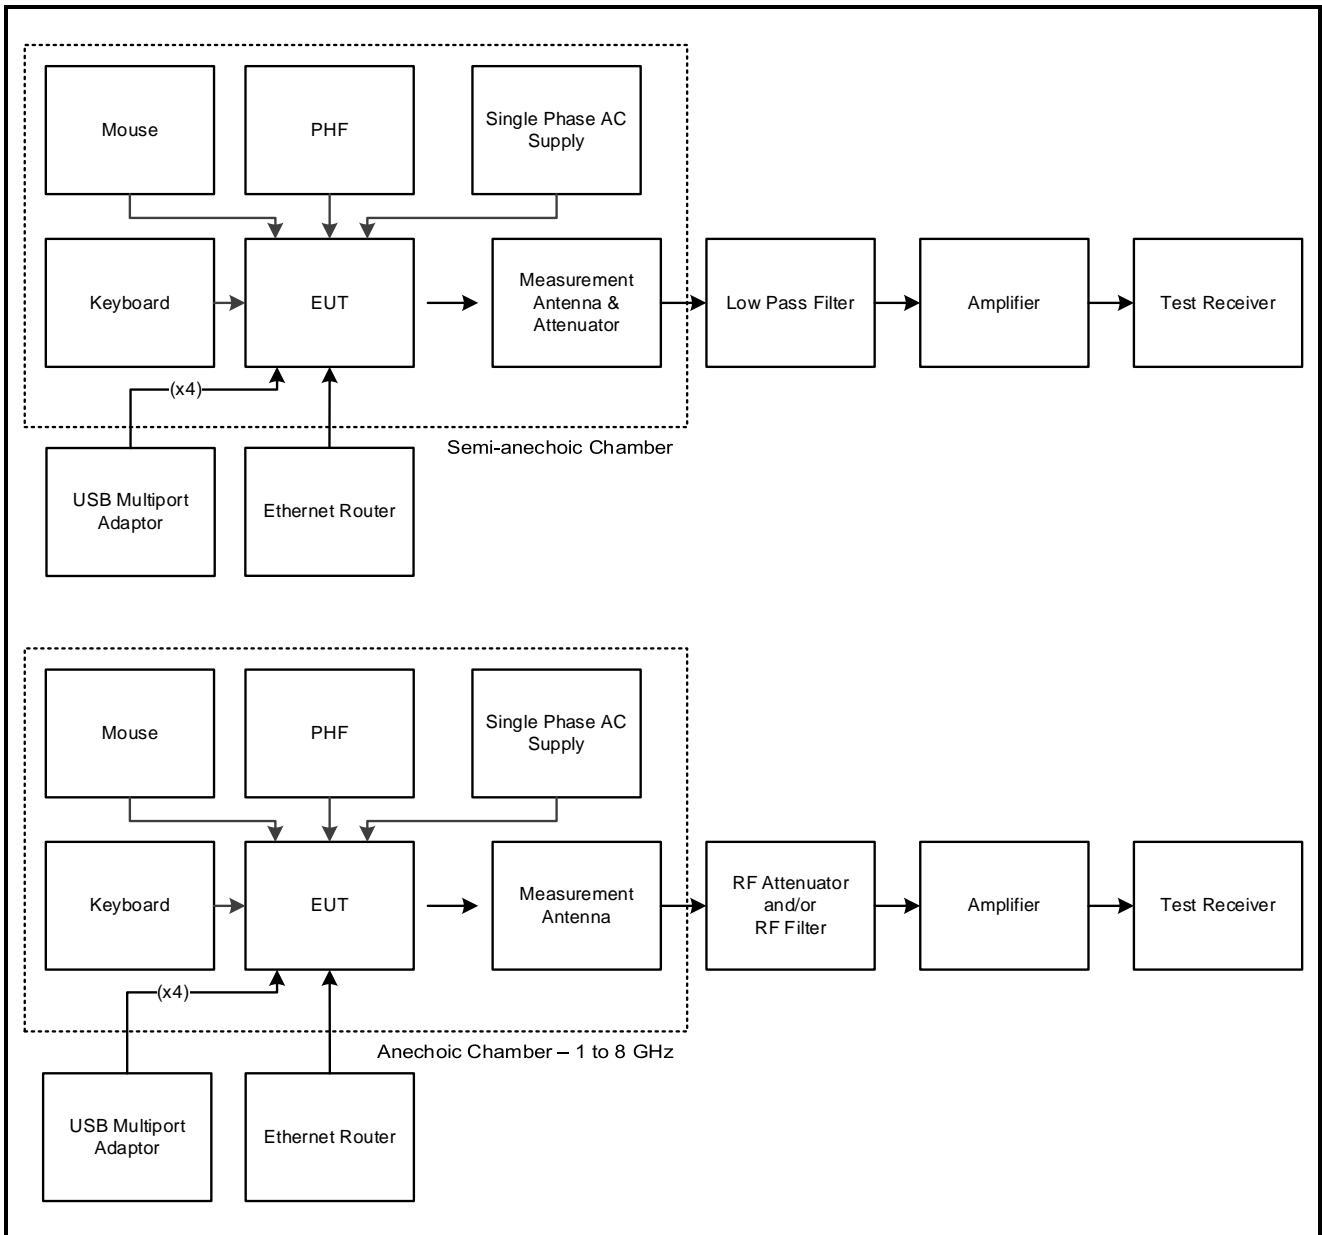 Mouse
PHF
Single Phase AC
Supply
Keyboard
EUT
Measurement
Antenna &
Attenuator
Low Pass Filter
Amplifier
Test Receiver
(x4)
Semi-anechoic Chamber
USB Multiport
Adaptor
Ethernet Router
Mouse
PHF
Single Phase AC
Supply
Keyboard
EUT
Measurement
Antenna
RF Attenuator
and/or
RF Filter
Amplifier
Test Receiver
(x4)
Anechoic Chamber – 1 to 8 GHz
USB Multiport
Adaptor
Ethernet Router